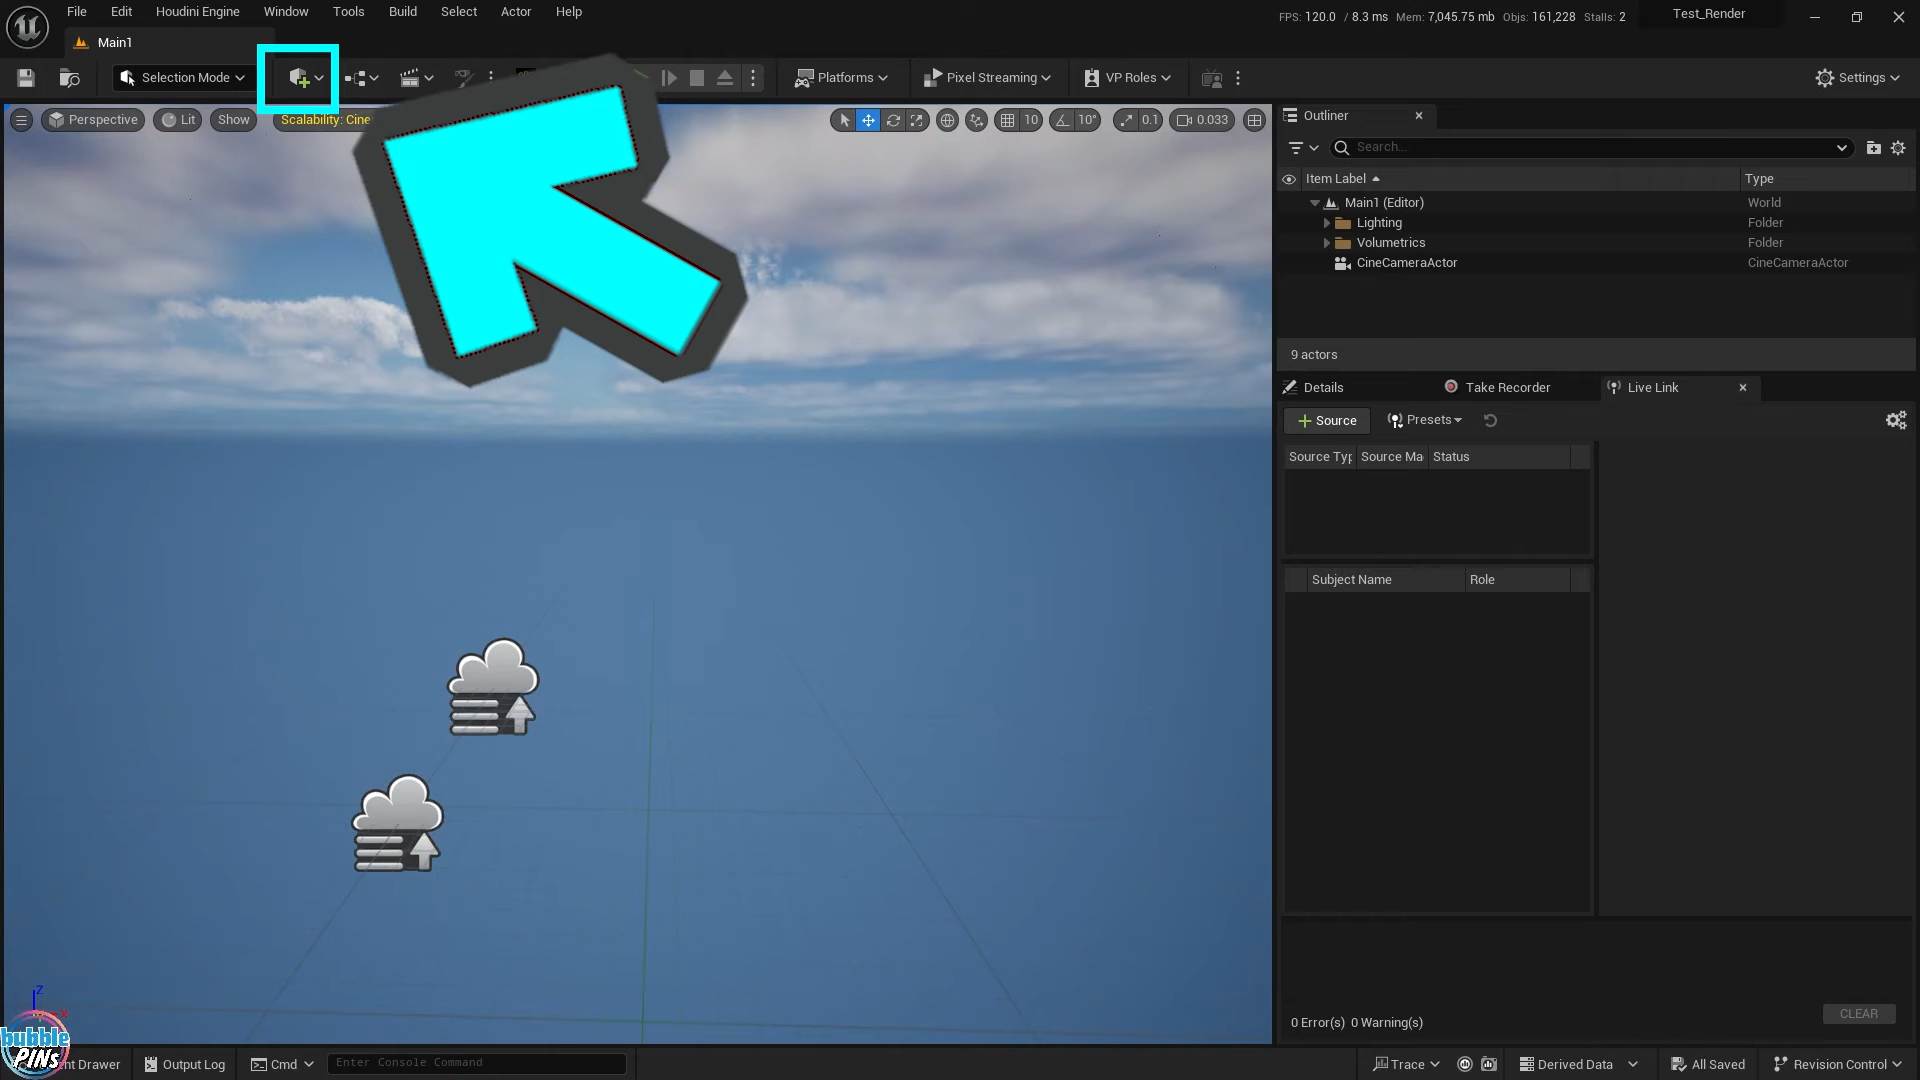 File Edit Houdini Engine Window Tools Build Select Actor Help
FPS: 120.0 / 8.3 ms Mem: 7,045.75 mb Objs: 161,228 Stalls: 2
Test_Render
Main1
Selection Mode
Platforms
Pixel Streaming
VP Roles
Settings
Perspective
Lit
Show
Scalability: Cine
10
10°
0.1
0.033
Outliner
Search...
Item Label
Type
Main1 (Editor) World
Lighting Folder
Volumetrics Folder
CineCameraActor CineCameraActor
9 actors
Details
Take Recorder
Live Link
Source
Presets
Source Typ Source Ma Status
Subject Name Role
0 Error(s) 0 Warning(s)
CLEAR
Z
X
bubble
PINs
nt Drawer
Output Log
Cmd
Enter Console Command
Trace
Derived Data
All Saved
Revision Control